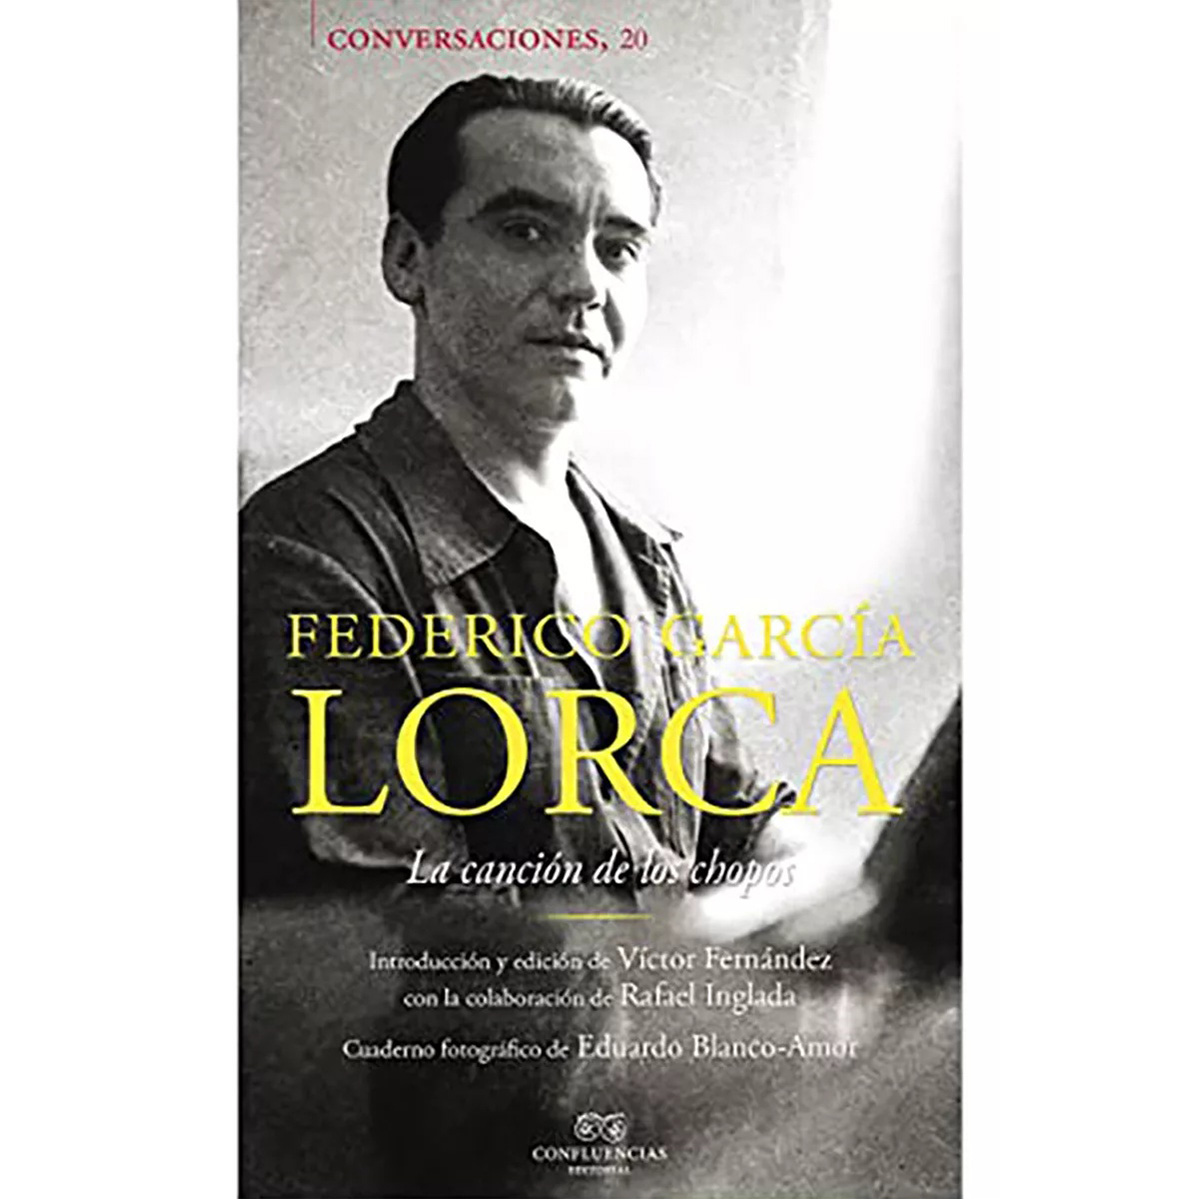 CONVERSACIONES, 20
FEDERICO GARCÍA
LORCA
La canción de los chopos
Introducción y edición de Víctor Fernández
con la colaboración de Rafael Inglada
Cuaderno fotográfico de Eduardo Blanco-Amor
CONFLUENCIAS
EDITORIAL